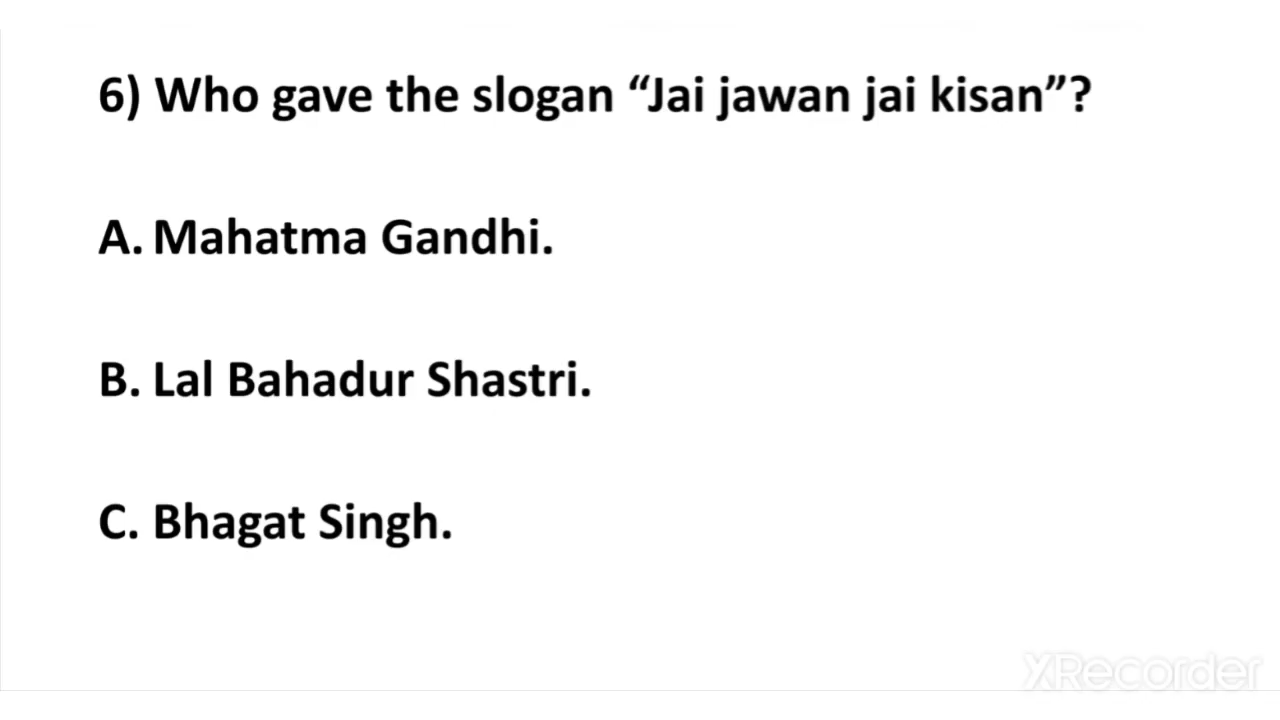 6) Who gave the slogan “Jai jawan jai kisan”?
A. Mahatma Gandhi.
B. Lal Bahadur Shastri.
C. Bhagat Singh.
XRecorder